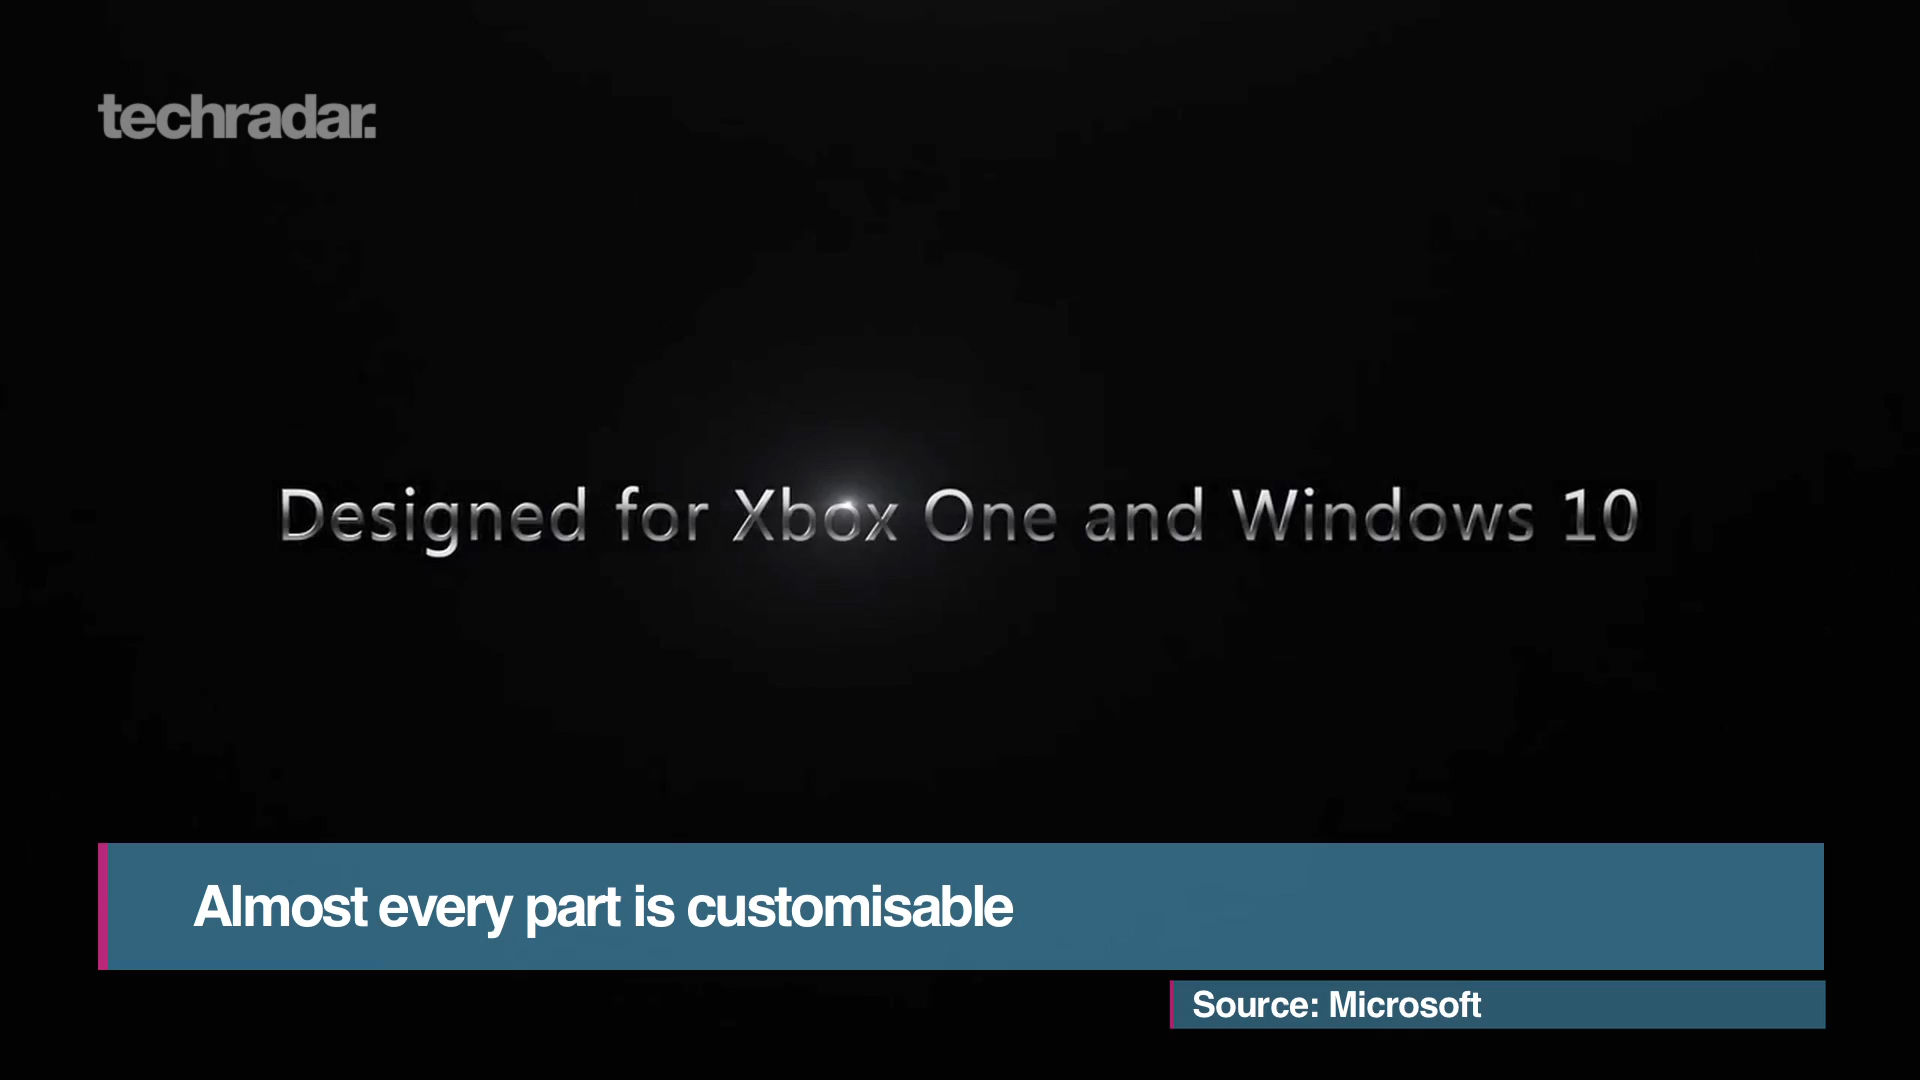 techradar.
Designed for Xbox One and Windows 10
Almost every part is customisable
Source: Microsoft